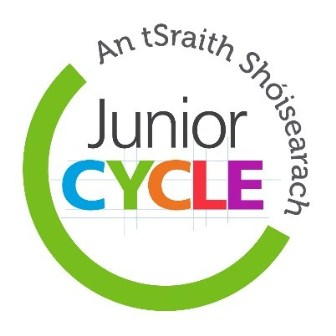 An tSraith Shóisearach
Junior
CYCLE